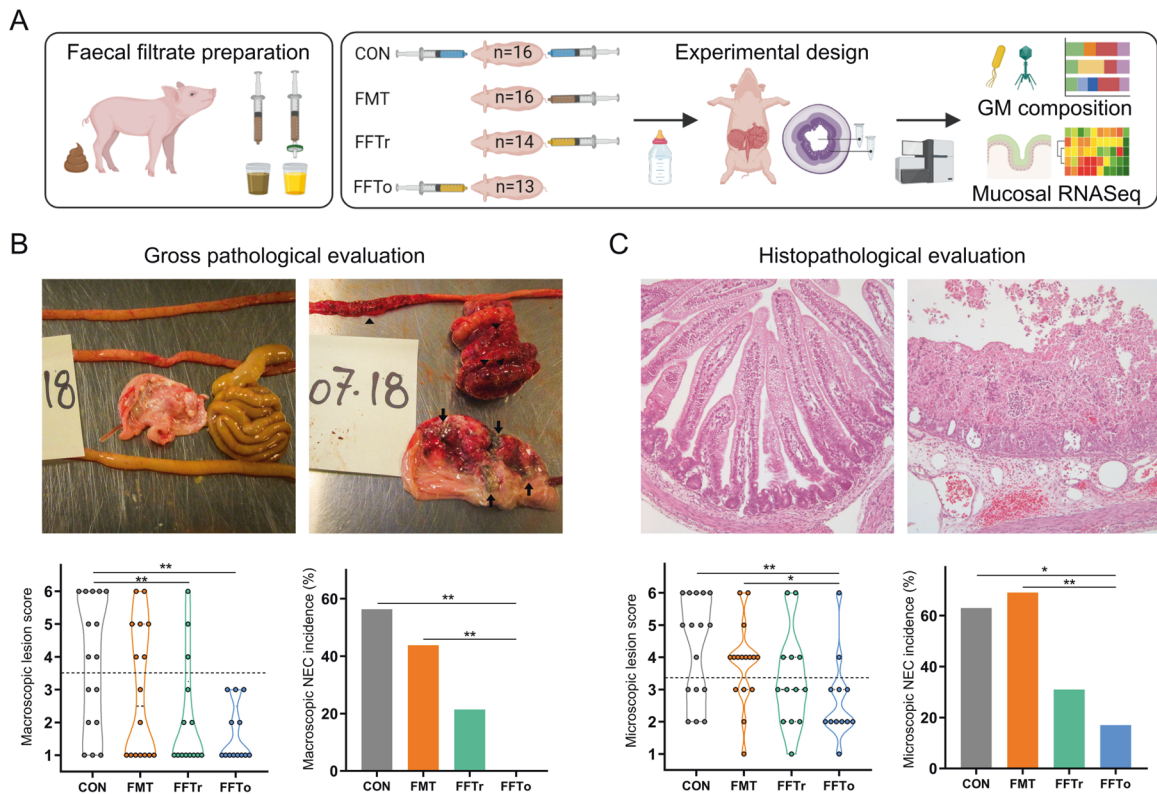 A
Faecal filtrate preparation
CON
n=16
FMT
n=16
FFTr
n=14
FFTo
n=13
Experimental design
GM composition
Mucosal RNASeq
B
Gross pathological evaluation
18
07.18
Macroscopic lesion score
6
5
4
3
2
1
**
**
CON FMT FFTr FFTo
Macroscopic NEC incidence (%)
60
40
20
0
**
**
CON FMT FFTr FFTo
C
Histopathological evaluation
Microscopic lesion score
6
5
4
3
2
1
**
*
CON FMT FFTr FFTo
Microscopic NEC incidence (%)
60
40
20
0
*
**
CON FMT FFTr FFTo